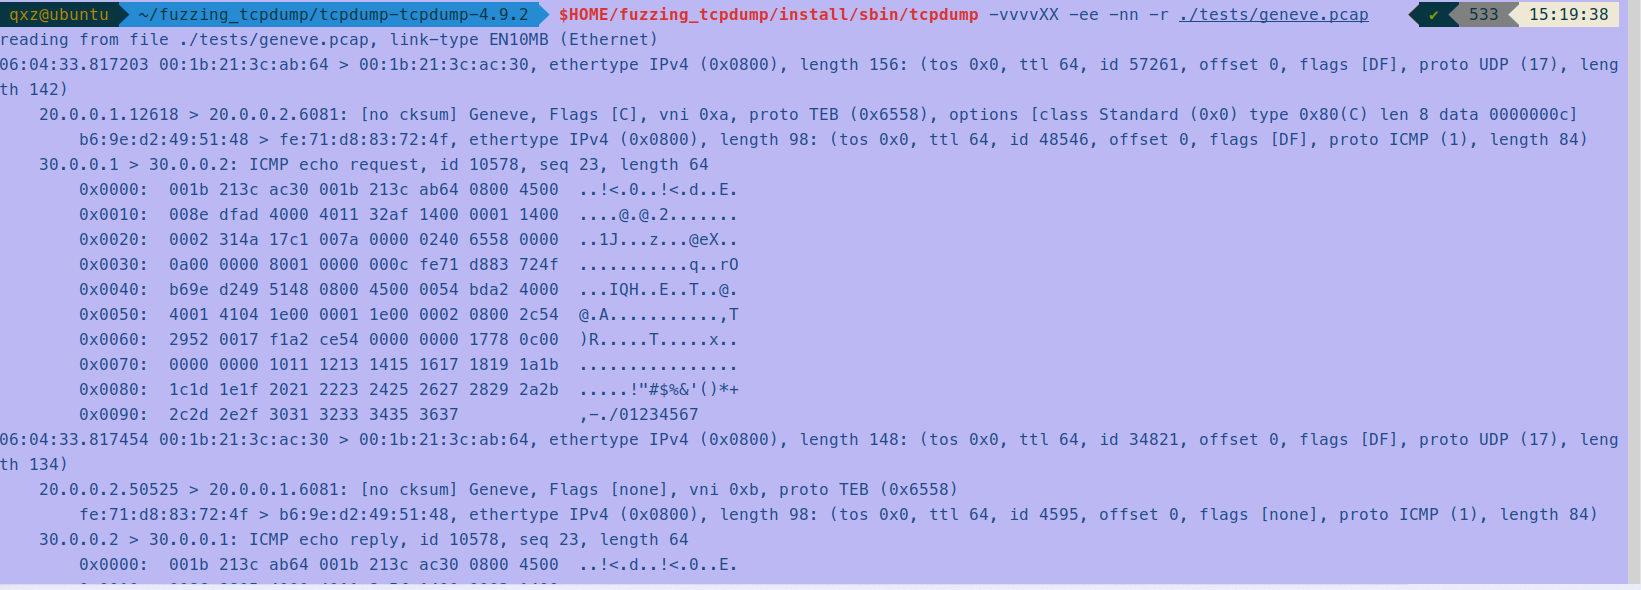 qxz@ubuntu ~/fuzzing_tcpdump/tcpdump-tcpdump-4.9.2 $HOME/fuzzing_tcpdump/install/sbin/tcpdump -vvvvXX -ee -nn -r ./tests/geneve.pcap ✔ 533 15:19:38
reading from file ./tests/geneve.pcap, link-type EN10MB (Ethernet)
06:04:33.817203 00:1b:21:3c:ab:64 > 00:1b:21:3c:ac:30, ethertype IPv4 (0x0800), length 156: (tos 0x0, ttl 64, id 57261, offset 0, flags [DF], proto UDP (17), leng
th 142)
    20.0.0.1.12618 > 20.0.0.2.6081: [no cksum] Geneve, Flags [C], vni 0xa, proto TEB (0x6558), options [class Standard (0x0) type 0x80(C) len 8 data 0000000c]
        b6:9e:d2:49:51:48 > fe:71:d8:83:72:4f, ethertype IPv4 (0x0800), length 98: (tos 0x0, ttl 64, id 48546, offset 0, flags [DF], proto ICMP (1), length 84)
    30.0.0.1 > 30.0.0.2: ICMP echo request, id 10578, seq 23, length 64
        0x0000:  001b 213c ac30 001b 213c ab64 0800 4500  ..!<.0..!<.d..E.
        0x0010:  008e dfad 4000 4011 32af 1400 0001 1400  ....@.@.2.......
        0x0020:  0002 314a 17c1 007a 0000 0240 6558 0000  ..1J...z...@eX..
        0x0030:  0a00 0000 8001 0000 000c fe71 d883 724f  ...........q..rO
        0x0040:  b69e d249 5148 0800 4500 0054 bda2 4000  ...IQH..E..T..@.
        0x0050:  4001 4104 1e00 0001 1e00 0002 0800 2c54  @.A...........,T
        0x0060:  2952 0017 f1a2 ce54 0000 0000 1778 0c00  )R.....T.....x..
        0x0070:  0000 0000 1011 1213 1415 1617 1819 1a1b  ................
        0x0080:  1c1d 1e1f 2021 2223 2425 2627 2829 2a2b  .....!"#$%&'()*+
        0x0090:  2c2d 2e2f 3031 3233 3435 3637            ,-./01234567
06:04:33.817454 00:1b:21:3c:ac:30 > 00:1b:21:3c:ab:64, ethertype IPv4 (0x0800), length 148: (tos 0x0, ttl 64, id 34821, offset 0, flags [DF], proto UDP (17), leng
th 134)
    20.0.0.2.50525 > 20.0.0.1.6081: [no cksum] Geneve, Flags [none], vni 0xb, proto TEB (0x6558)
        fe:71:d8:83:72:4f > b6:9e:d2:49:51:48, ethertype IPv4 (0x0800), length 98: (tos 0x0, ttl 64, id 4595, offset 0, flags [none], proto ICMP (1), length 84)
    30.0.0.2 > 30.0.0.1: ICMP echo reply, id 10578, seq 23, length 64
        0x0000:  001b 213c ab64 001b 213c ac30 0800 4500  ..!<.d..!<.0..E.